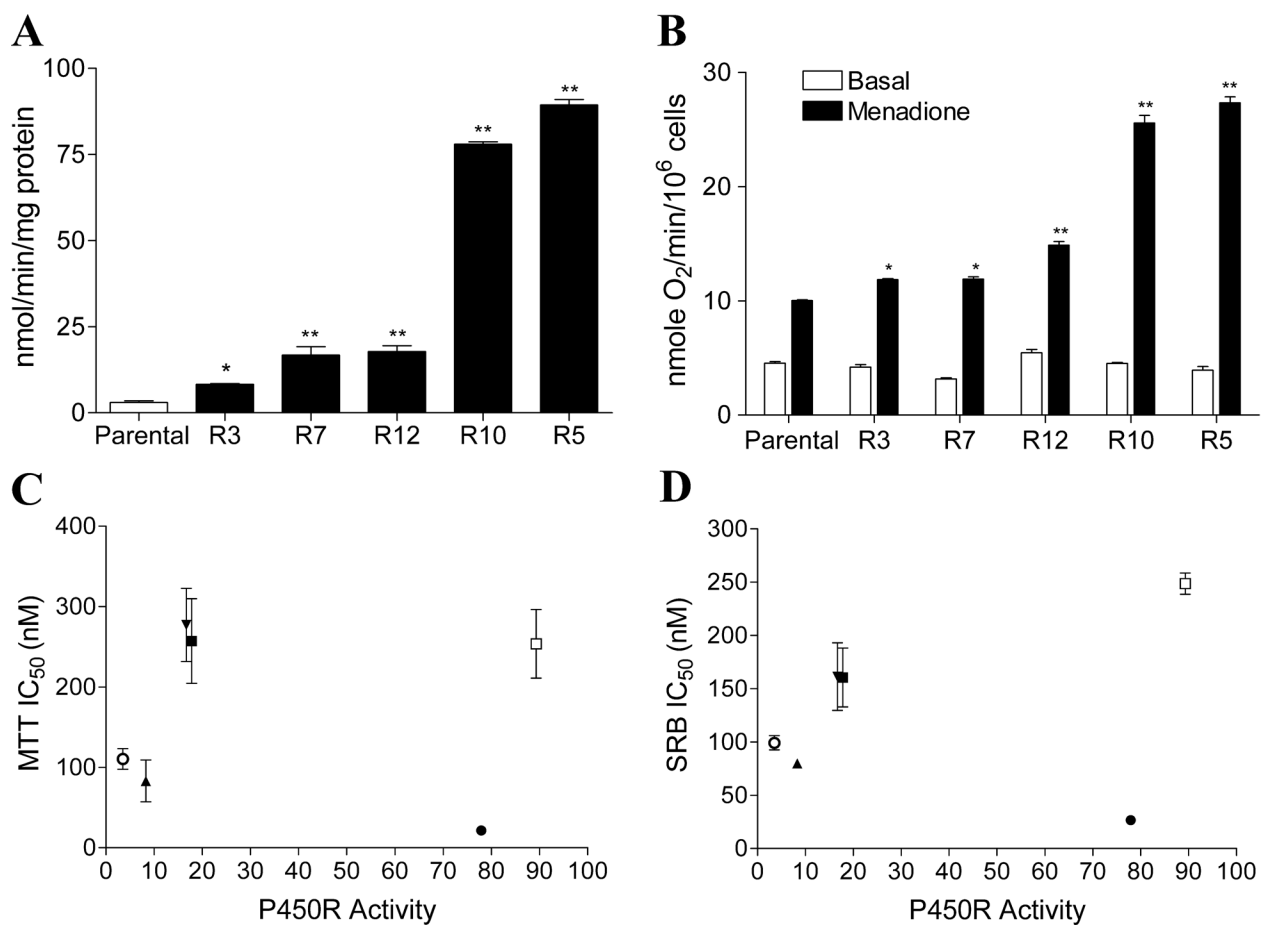 A
nmol/min/mg protein
100
75
50
25
0
*
**
**
**
**
Parental R3 R7 R12 R10 R5
B
nmole O2/min/10^6 cells
30
20
10
0
Basal
Menadione
*
*
**
**
**
Parental R3 R7 R12 R10 R5
C
MTT IC50 (nM)
400
300
200
100
0
0 10 20 30 40 50 60 70 80 90 100
P450R Activity
D
SRB IC50 (nM)
300
250
200
150
100
50
0
0 10 20 30 40 50 60 70 80 90 100
P450R Activity